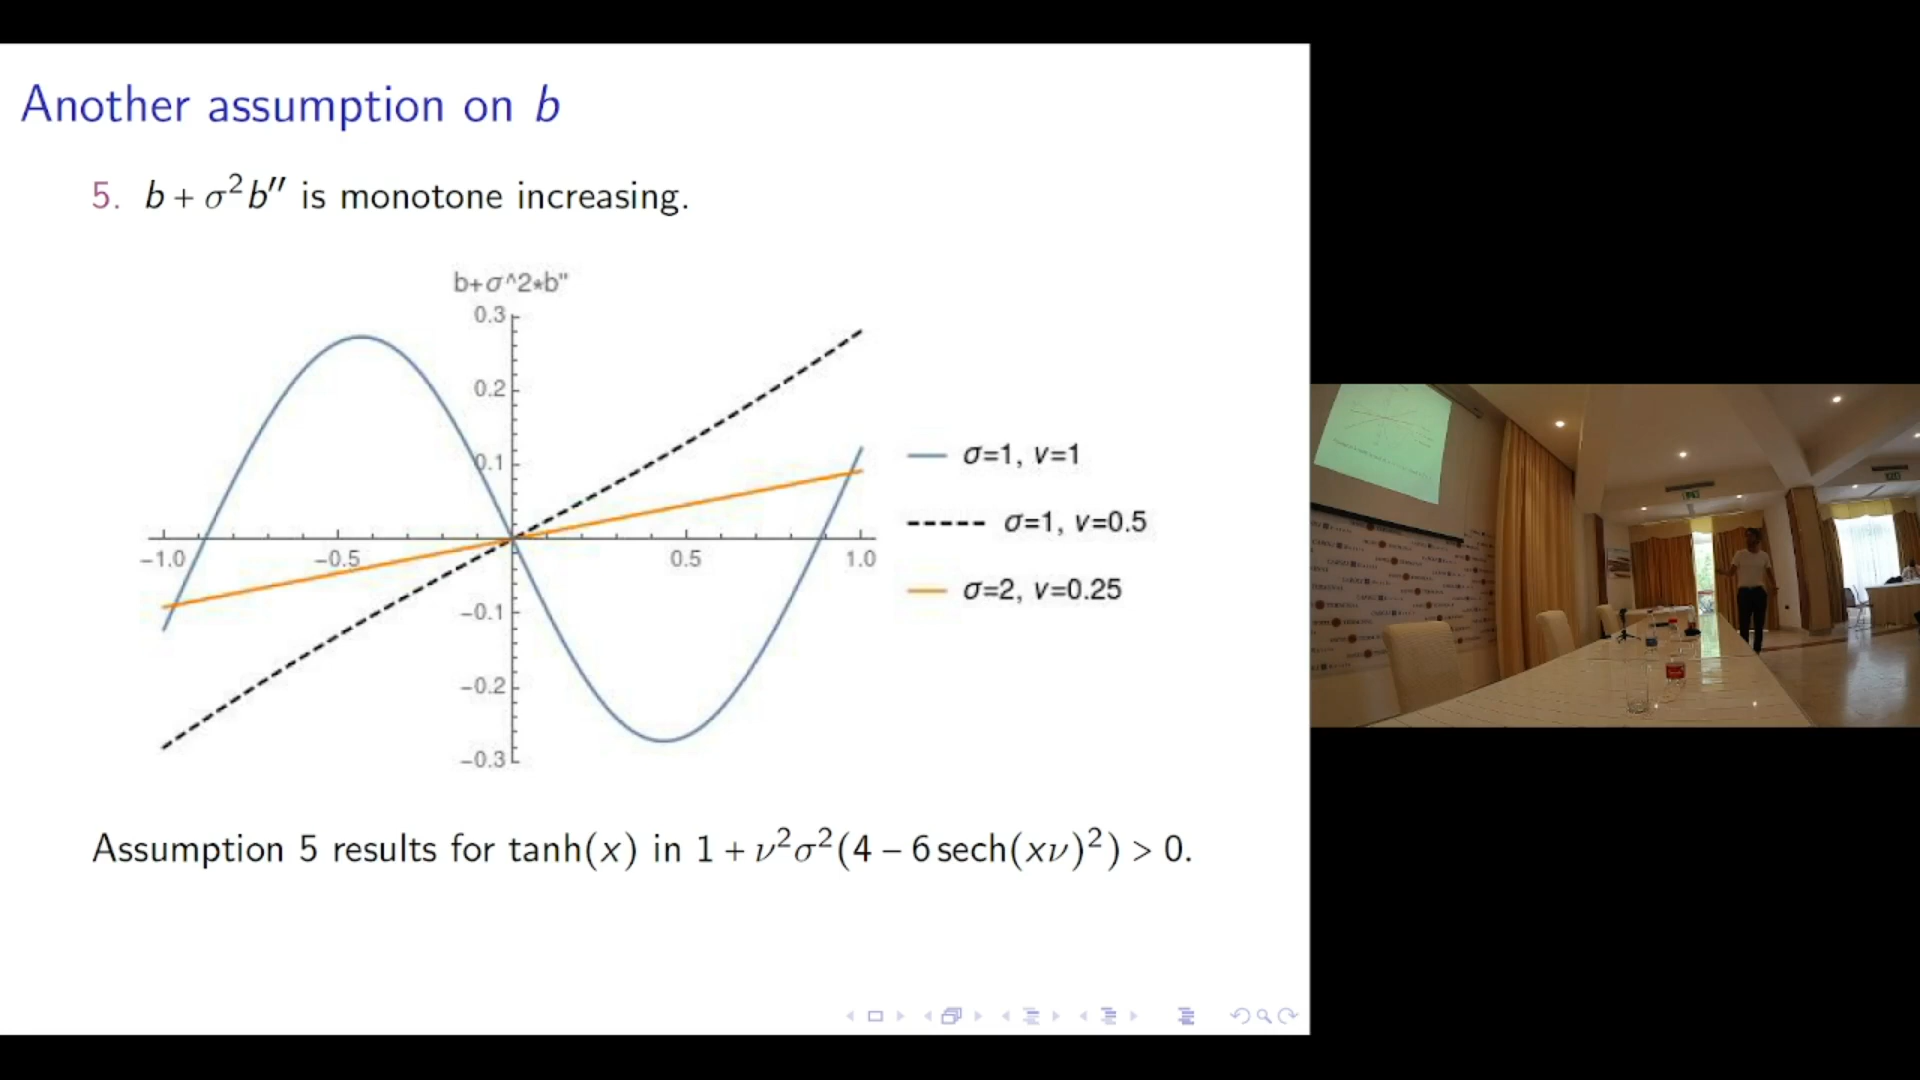 Another assumption on b
5. b + σ²b″ is monotone increasing.
b+σ^2*b"
0.3
0.2
0.1
-1.0 -0.5 0.5 1.0
-0.1
-0.2
-0.3
σ=1, ν=1
σ=1, ν=0.5
σ=2, ν=0.25
Assumption 5 results for tanh(x) in 1 + ν²σ²(4 – 6 sech(xν)²) > 0.